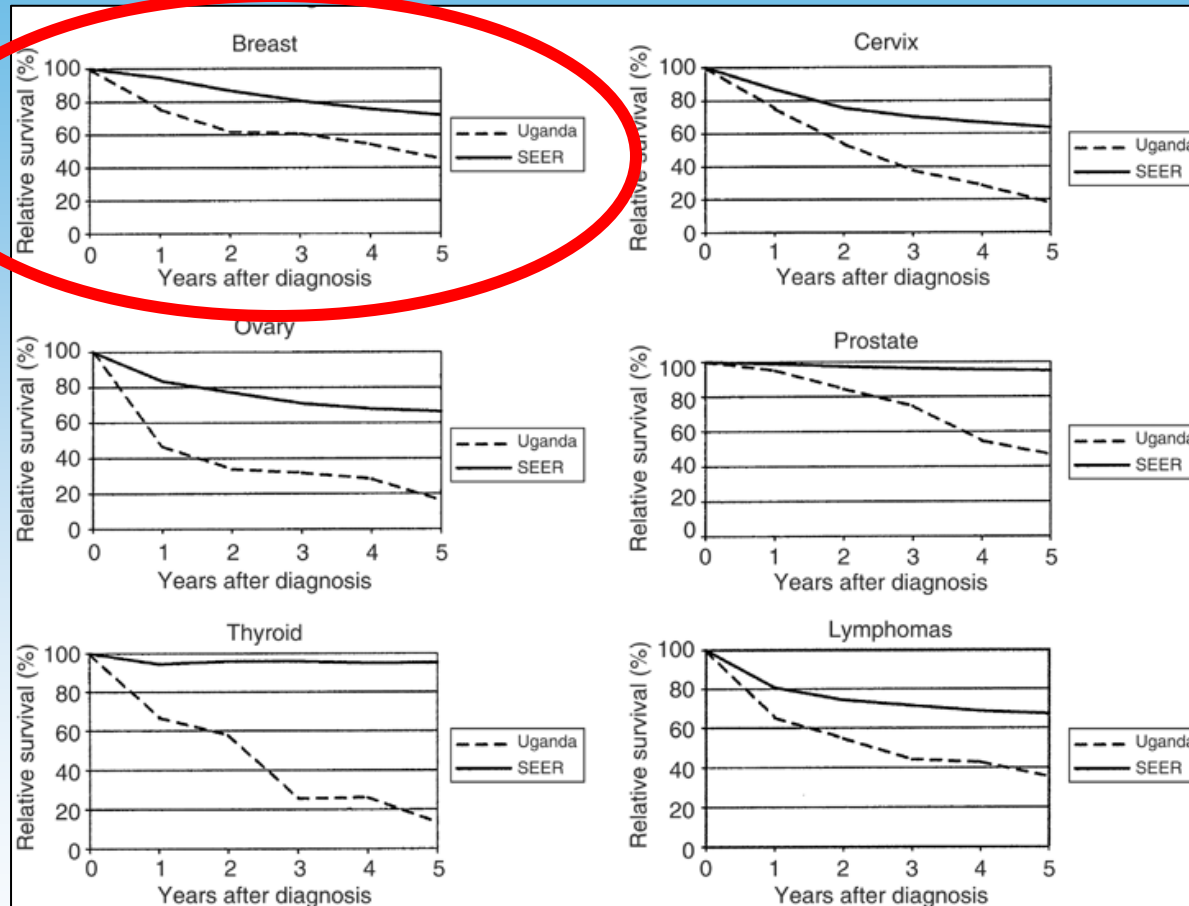 Breast
Relative survival (%)
100
80
60
40
20
0
0 1 2 3 4 5
Years after diagnosis
Uganda
SEER
Cervix
Relative survival (%)
100
80
60
40
20
0
0 1 2 3 4 5
Years after diagnosis
Uganda
SEER
Ovary
Relative survival (%)
100
80
60
40
20
0
0 1 2 3 4 5
Years after diagnosis
Uganda
SEER
Prostate
Relative survival (%)
100
80
60
40
20
0
0 1 2 3 4 5
Years after diagnosis
Uganda
SEER
Thyroid
Relative survival (%)
100
80
60
40
20
0
0 1 2 3 4 5
Years after diagnosis
Uganda
SEER
Lymphomas
Relative survival (%)
100
80
60
40
20
0
0 1 2 3 4 5
Years after diagnosis
Uganda
SEER